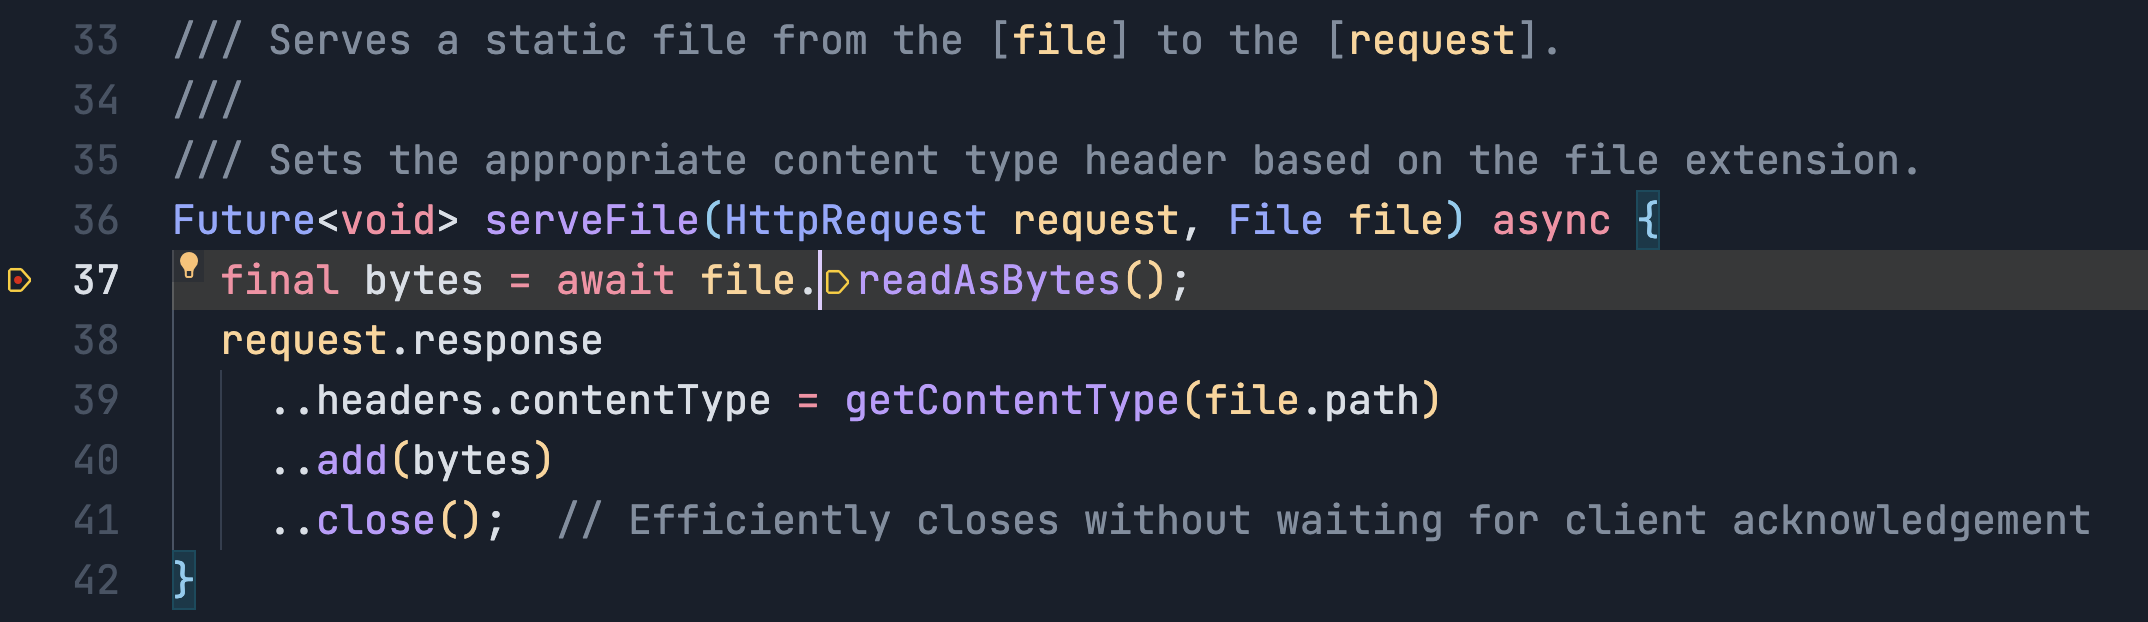 33 /// Serves a static file from the [file] to the [request].
34 ///
35 /// Sets the appropriate content type header based on the file extension.
36 Future<void> serveFile(HttpRequest request, File file) async {
37   final bytes = await file.readAsBytes();
38   request.response
39     ..headers.contentType = getContentType(file.path)
40     ..add(bytes)
41     ..close();  // Efficiently closes without waiting for client acknowledgement
42 }